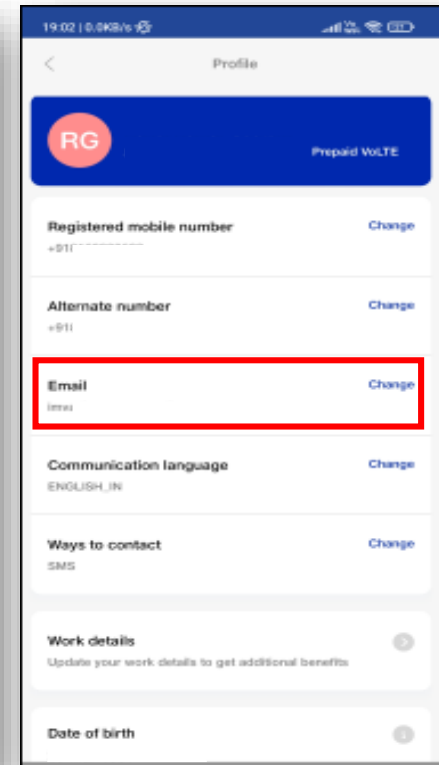 19:02 | 0.0KB/s
Profile
RG
Prepaid VoLTE
Registered mobile number
Change
+91
Alternate number
Change
+91
Email
Change
Communication language
Change
ENGLISH_IN
Ways to contact
Change
SMS
Work details
Update your work details to get additional benefits
Date of birth